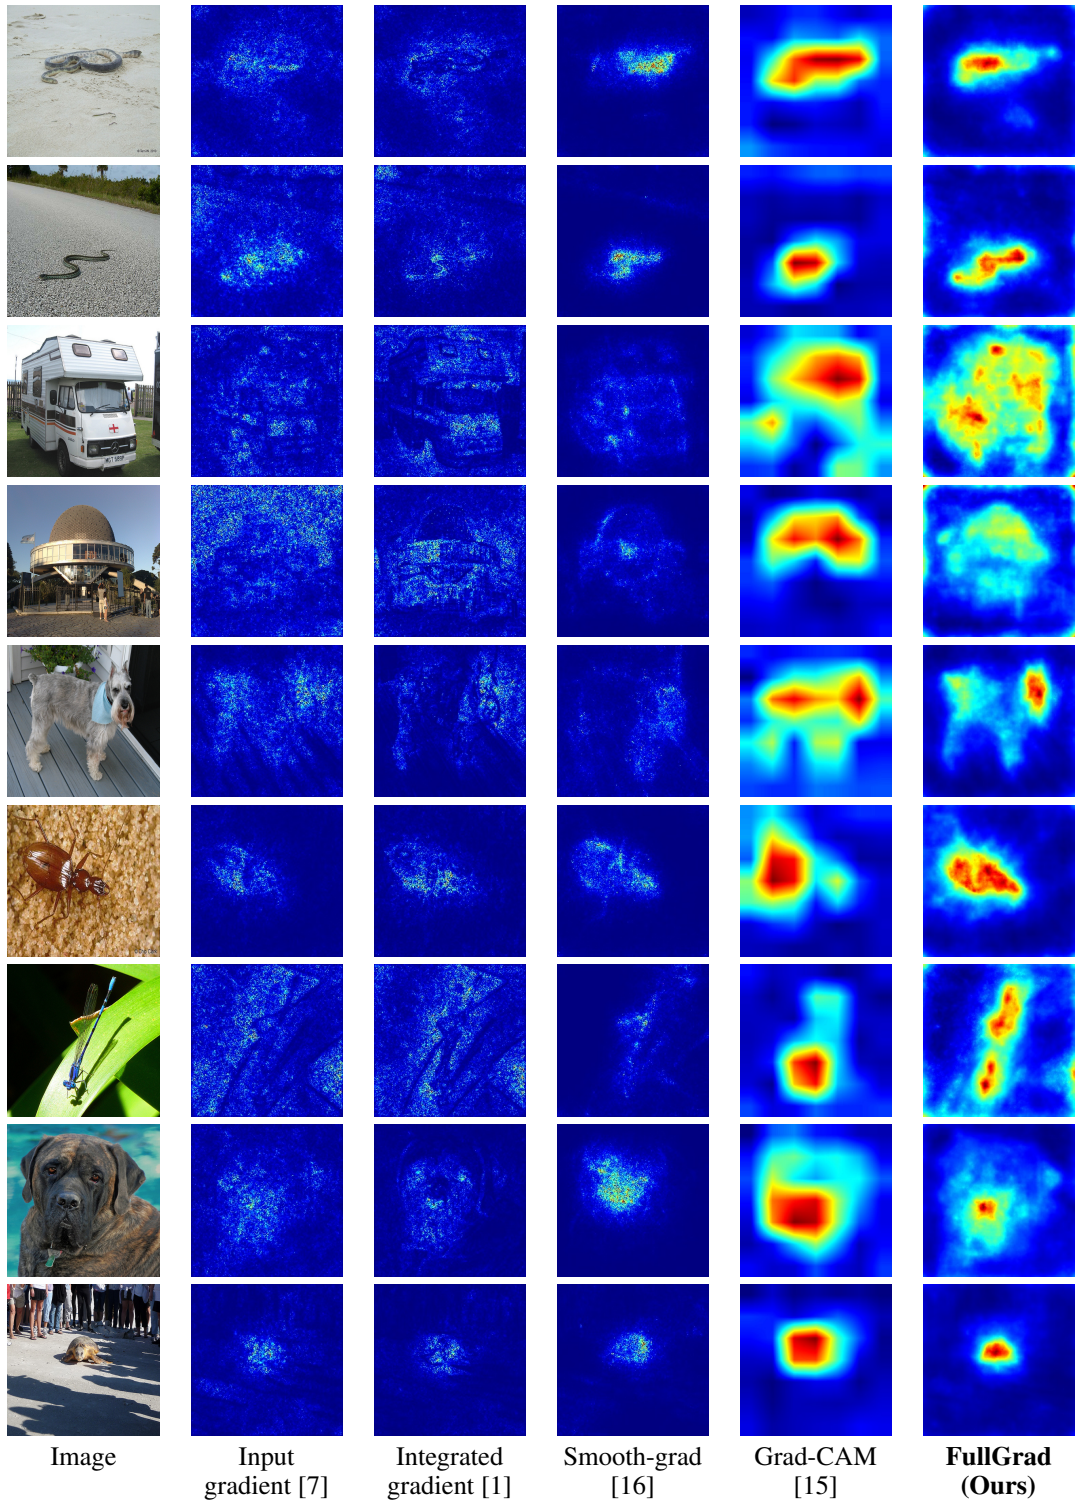 Image
Input
gradient [7]
Integrated
gradient [1]
Smooth-grad
[16]
Grad-CAM
[15]
FullGrad
(Ours)